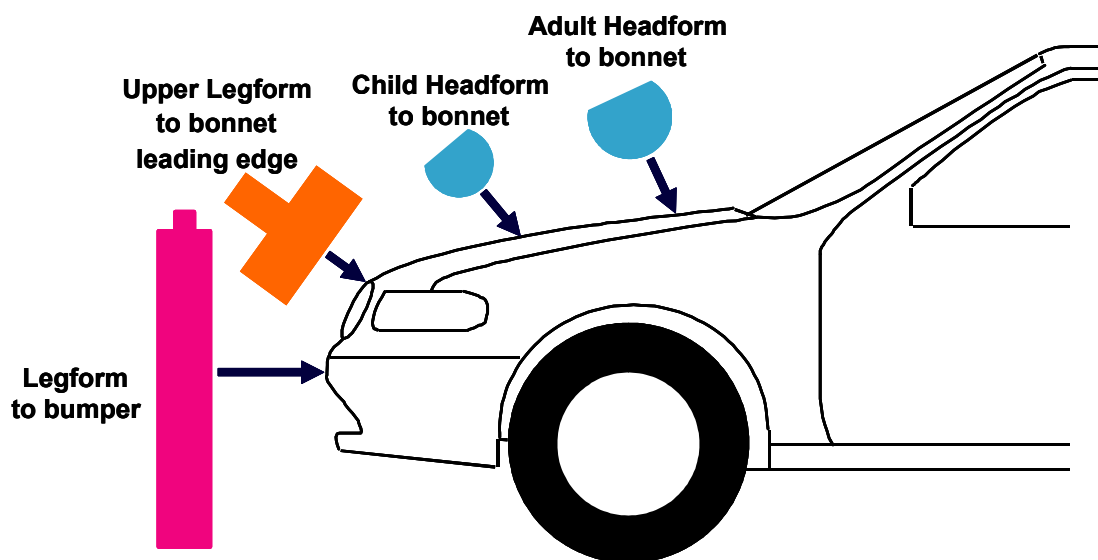 Adult Headform
to bonnet
Child Headform
to bonnet
Upper Legform
to bonnet
leading edge
Legform
to bumper